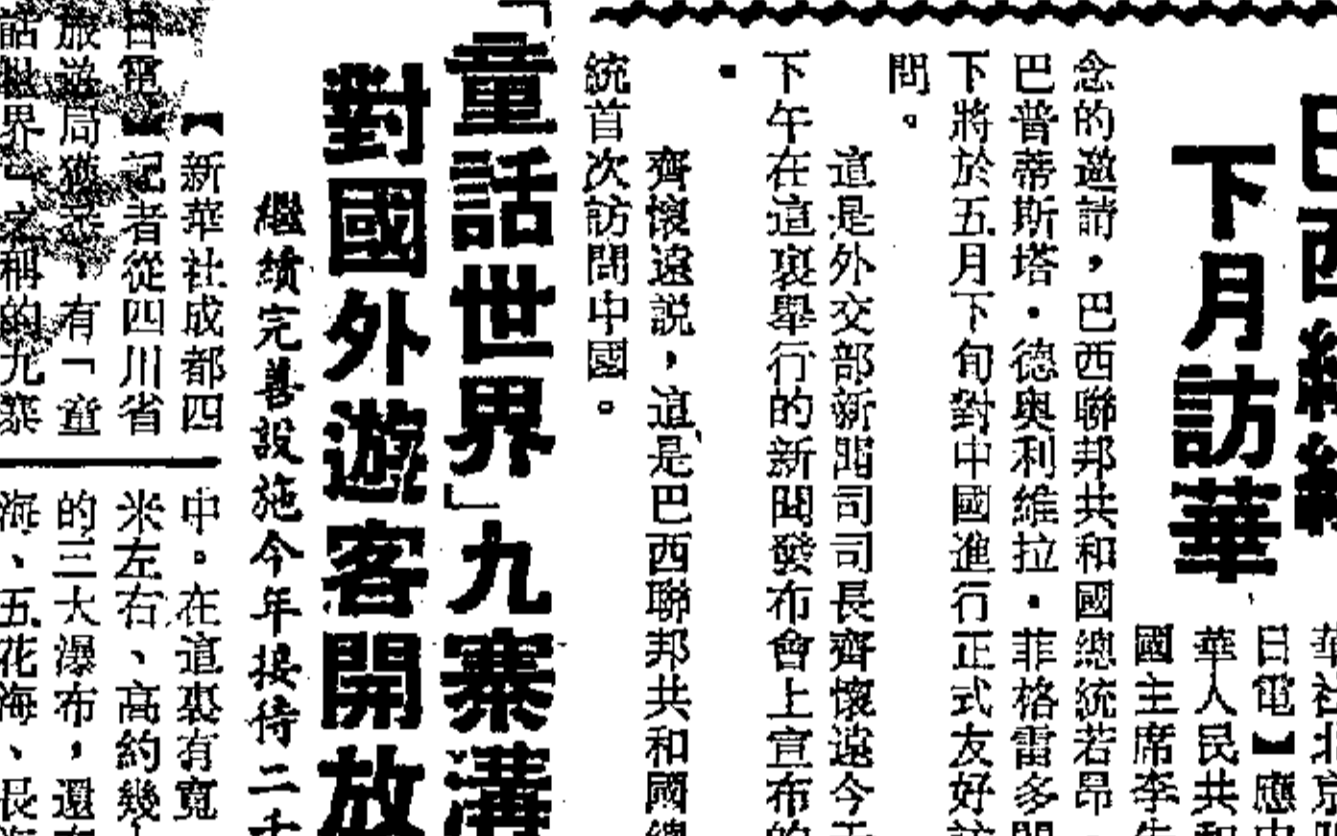 巴西總統
下月訪華
華社北京
日電】應中
華人民共和
國主席李先
念的邀請，巴西聯邦共和國總統若昂·
巴普蒂斯塔·德奧利維拉·菲格雷多閣
下將於五月下旬對中國進行正式友好訪
問。
這是外交部新聞司司長齊懷遠今天
下午在這裏舉行的新聞發布會上宣布的
。
齊懷遠説，這是巴西聯邦共和國總
統首次訪問中國。
「童話世界」九寨溝
對國外遊客開放
繼續完善設施今年接待二十
【新華社成都四
日電】記者從四川省
旅遊局獲悉，有「童
話世界」之稱的九寨
中。在這裏有寬
米左右、高約幾十
的三大瀑布，還有
海、五花海、長海